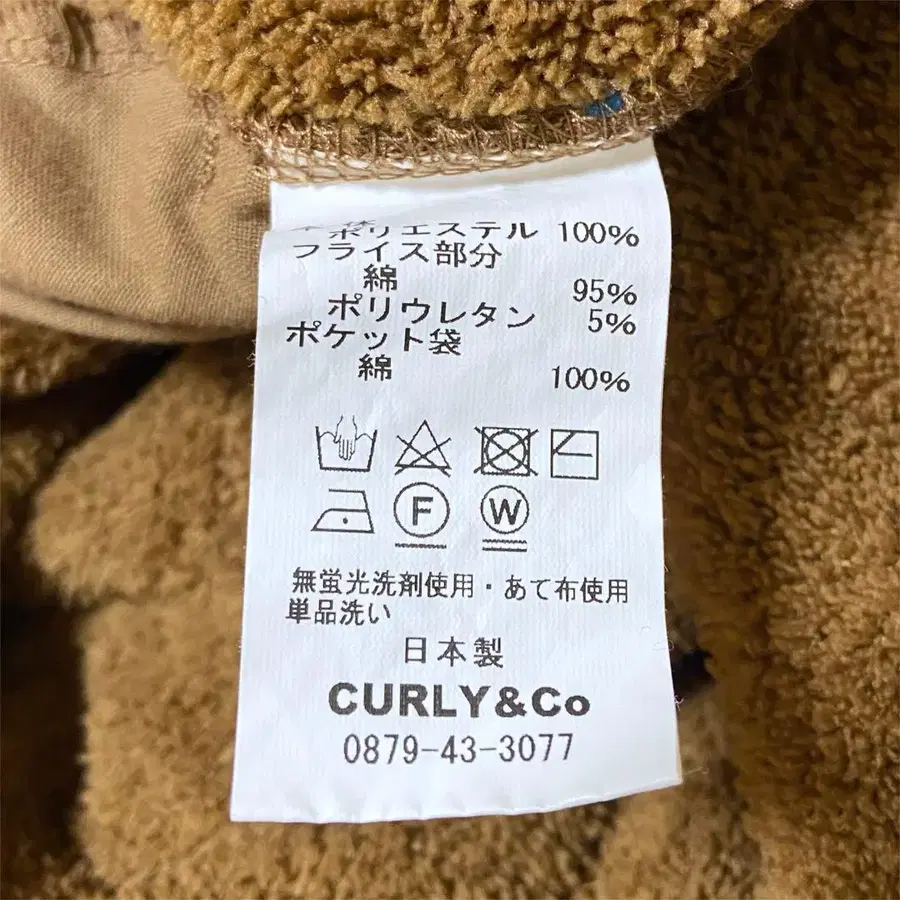 ポリエステル 100%
フライス部分
綿 95%
ポリウレタン 5%
ポケット袋
綿 100%
F W
無蛍光洗剤使用・あて布使用
単品洗い
日本製
CURLY&Co
0879-43-3077